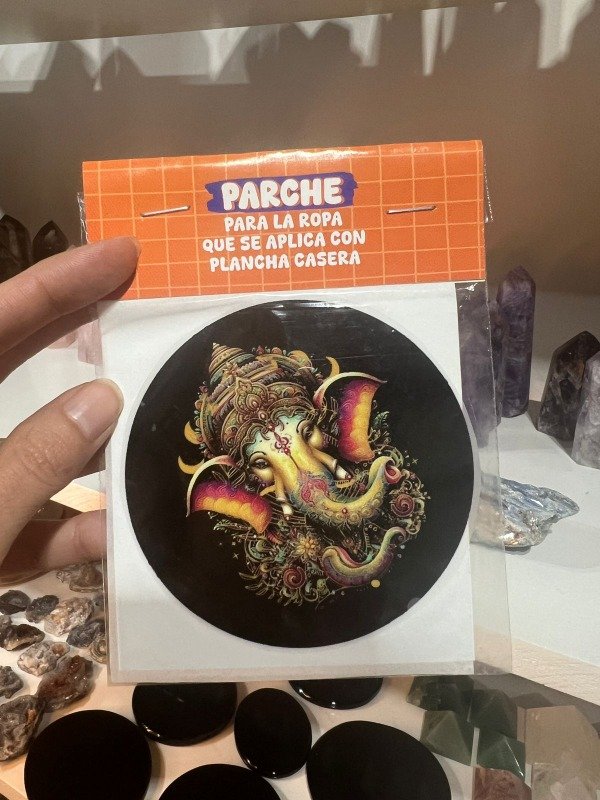 PARCHE
PARA LA ROPA
QUE SE APLICA CON
PLANCHA CASERA